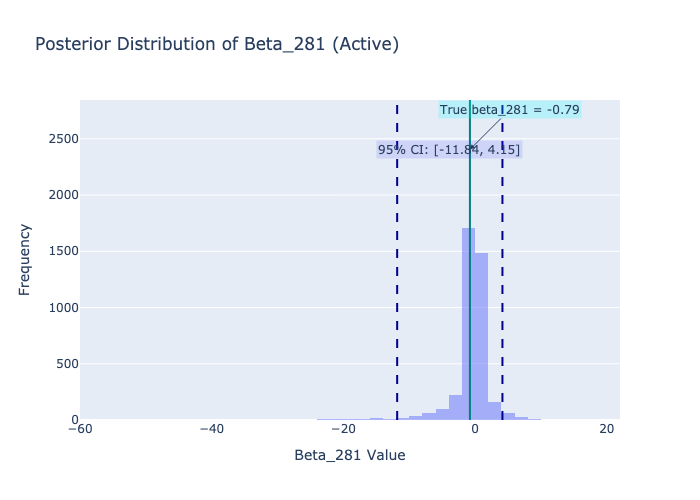 Posterior Distribution of Beta_281 (Active)
True beta_281 = -0.79
95% CI: [-11.84, 4.15]
2500
2000
1500
1000
500
0
Frequency
−60
−40
−20
0
20
Beta_281 Value